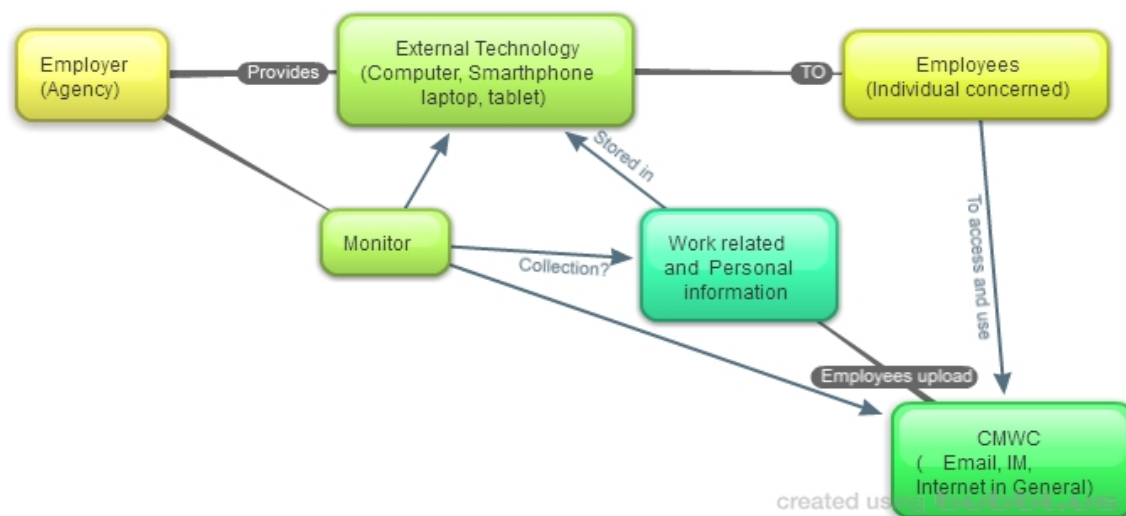 Employer
(Agency)
Provides
External Technology
(Computer, Smarthphone
laptop, tablet)
TO
Employees
(Individual concerned)
Stored in
Monitor
Collection?
Work related
and Personal
information
To access and use
Employees upload
CMWC
( Email, IM,
Internet in General)
created